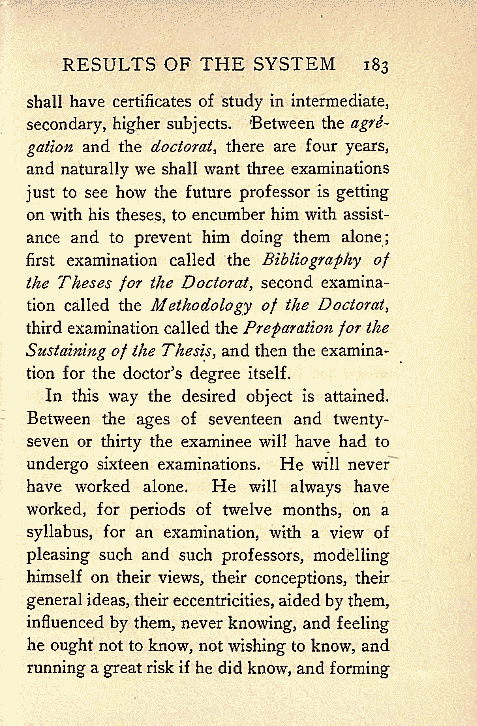 RESULTS OF THE SYSTEM 183
shall have certificates of study in intermediate,
secondary, higher subjects. Between the agré-
gation and the doctorat, there are four years,
and naturally we shall want three examinations
just to see how the future professor is getting
on with his theses, to encumber him with assist-
ance and to prevent him doing them alone;
first examination called the Bibliography of
the Theses for the Doctorat, second examina-
tion called the Methodology of the Doctorat,
third examination called the Preparation for the
Sustaining of the Thesis, and then the examina-
tion for the doctor's degree itself.
In this way the desired object is attained.
Between the ages of seventeen and twenty-
seven or thirty the examinee will have had to
undergo sixteen examinations. He will never
have worked alone. He will always have
worked, for periods of twelve months, on a
syllabus, for an examination, with a view of
pleasing such and such professors, modelling
himself on their views, their conceptions, their
general ideas, their eccentricities, aided by them,
influenced by them, never knowing, and feeling
he ought not to know, not wishing to know, and
running a great risk if he did know, and forming